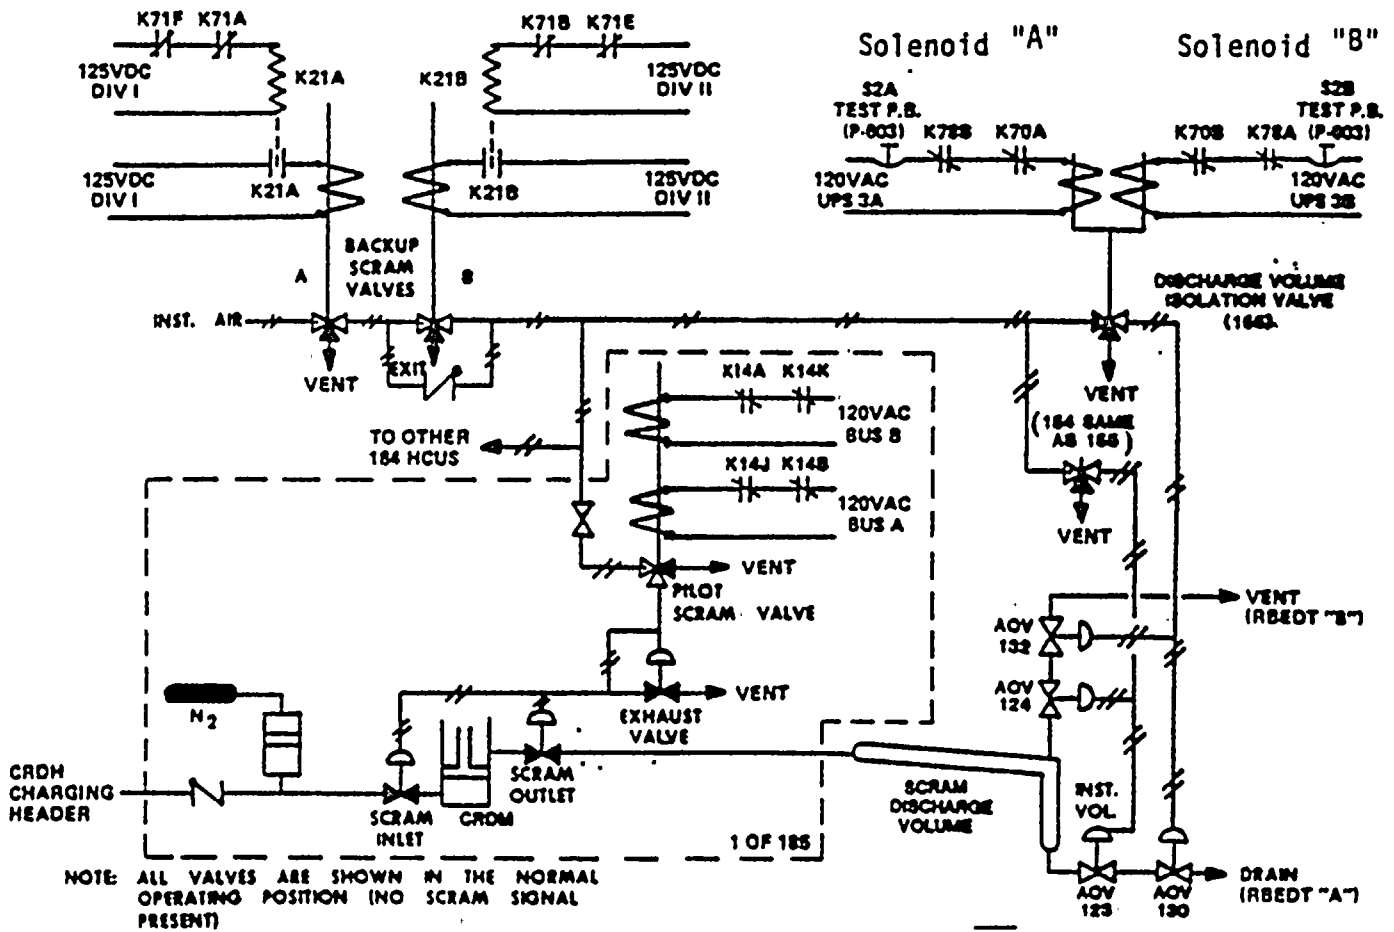 K71F K71A
K71B K71E
Solenoid "A"
Solenoid "B"
125VDC
DIV I
K21A
K21B
125VDC
DIV II
S2A
TEST P.B.
(P-603)
K78B K70A
S2B
TEST P.B.
(P-603)
K70B K78A
125VDC
DIV I
K21A
K21B
125VDC
DIV II
120VAC
UPS 3A
120VAC
UPS 3B
A
BACKUP
SCRAM
VALVES
B
DISCHARGE VOLUME
ISOLATION VALVE
INST. AIR
VENT
EXIT
VENT
K14A K14K
120VAC
BUS B
(164 SAME
AS 165)
TO OTHER
184 HCUS
K14J K14B
120VAC
BUS A
VENT
VENT
PILOT
SCRAM VALVE
VENT
(RBEDT "B")
AOV
132
AOV
124
N2
VENT
EXHAUST
VALVE
CRDH
CHARGING
HEADER
SCRAM
OUTLET
SCRAM
INLET
CRDM
SCRAM
DISCHARGE
VOLUME
INST.
VOL.
1 OF 185
DRAIN
(RBEDT "A")
AOV
123
AOV
130
NOTE: ALL VALVES ARE SHOWN IN THE NORMAL
OPERATING POSITION (NO SCRAM SIGNAL
PRESENT)